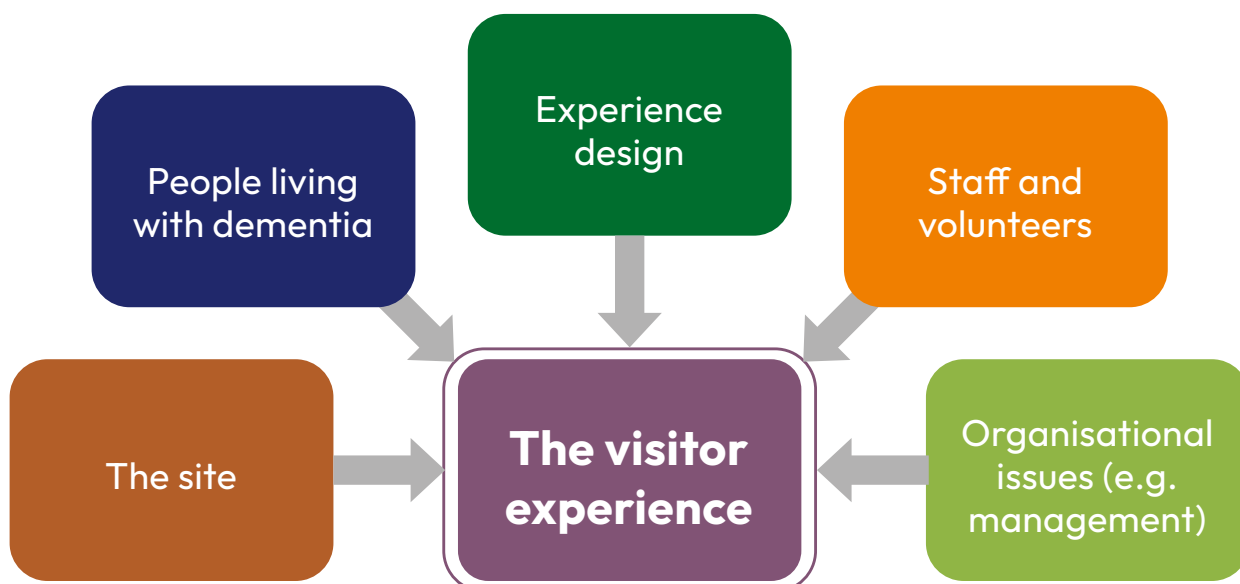 Experience
design
People living
with dementia
Staff and
volunteers
The site
The visitor
experience
Organisational
issues (e.g.
management)